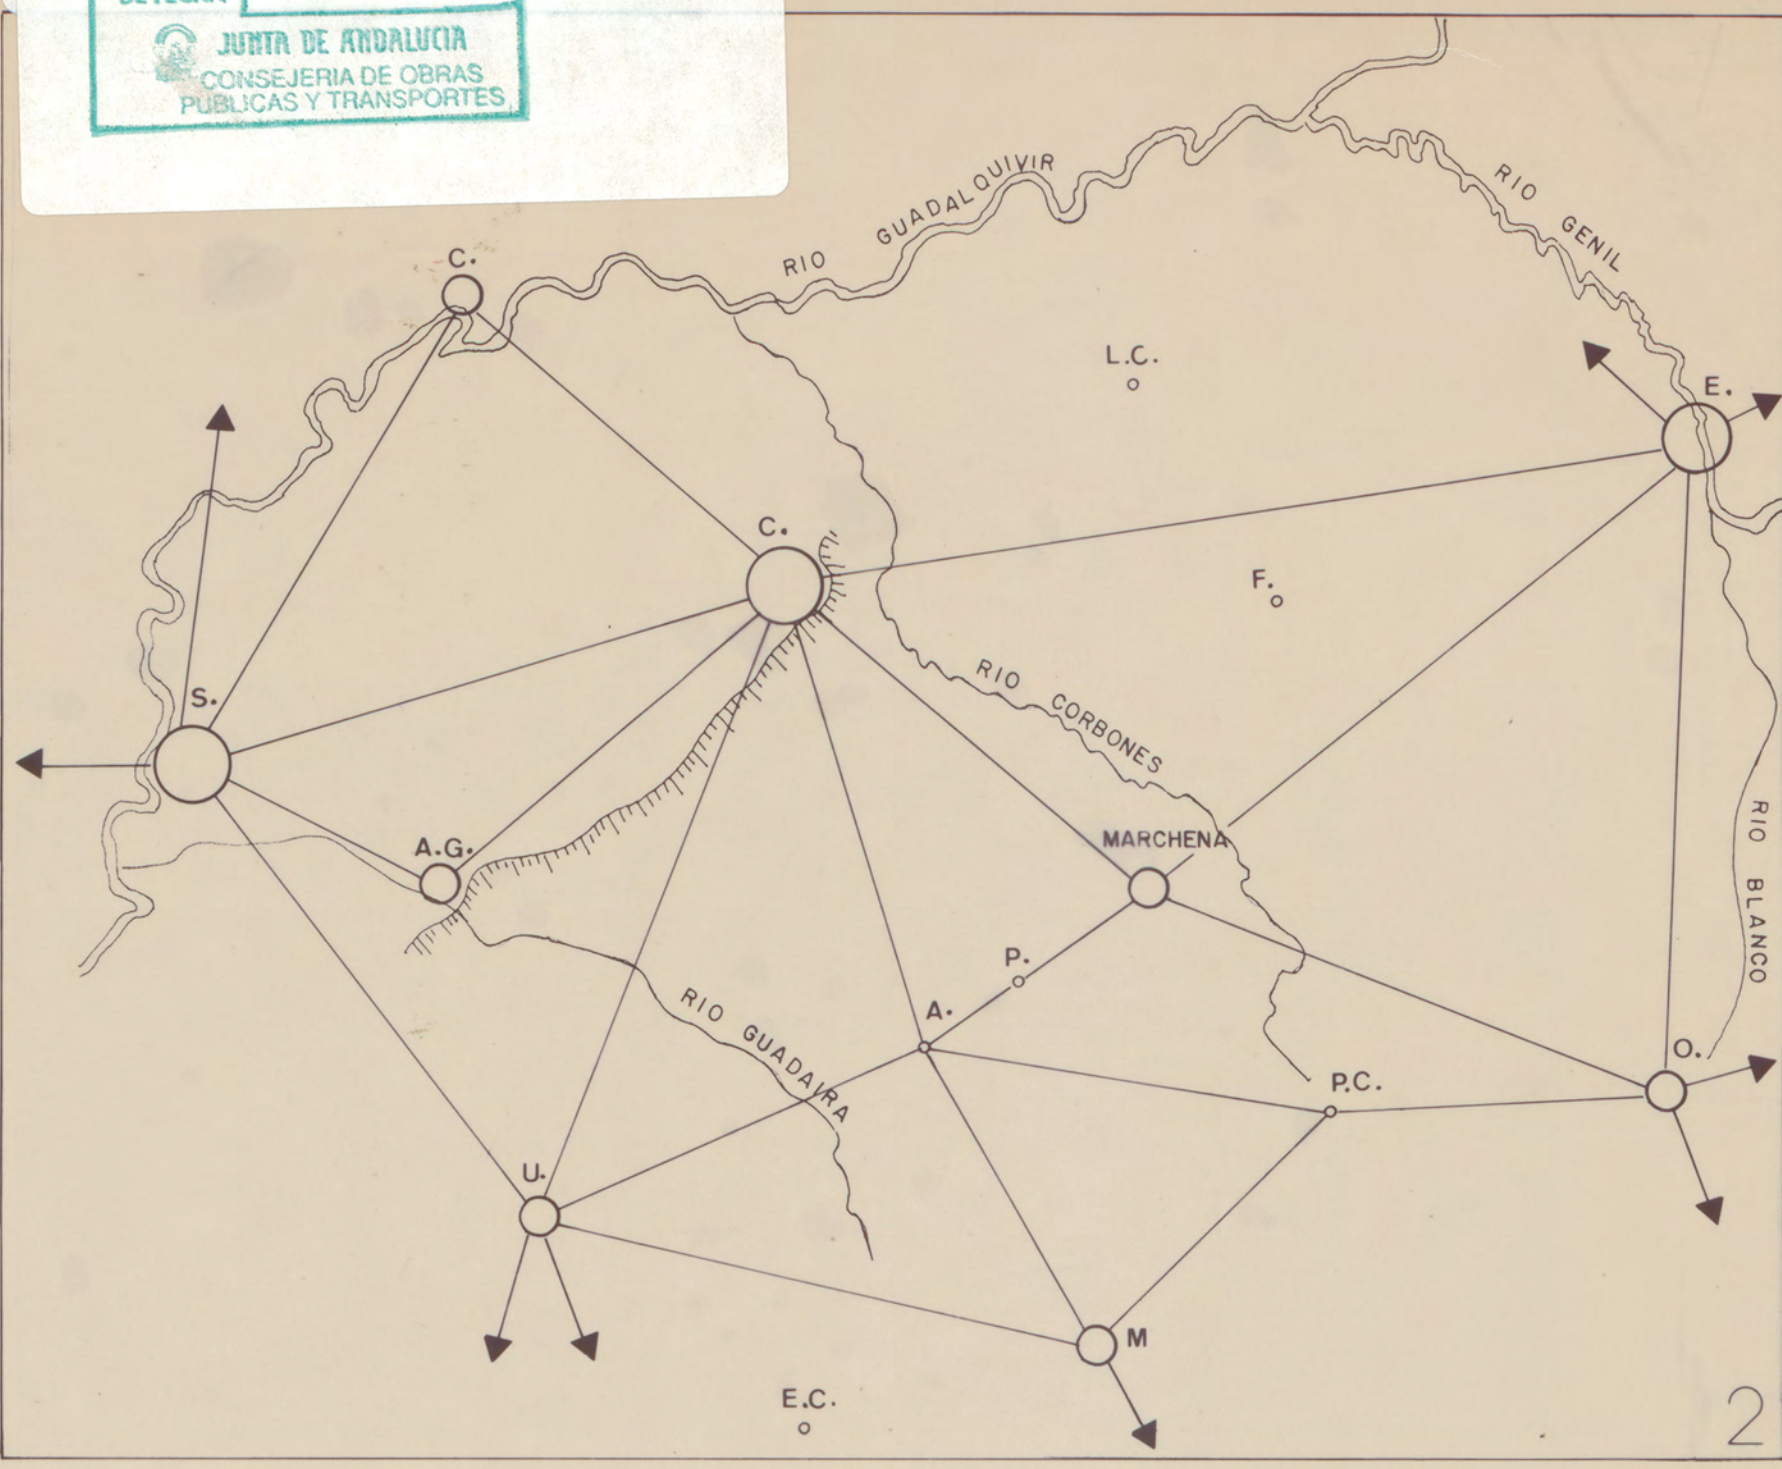 JUNTA DE ANDALUCIA
CONSEJERIA DE OBRAS
PUBLICAS Y TRANSPORTES
RIO GUADALQUIVIR
RIO GENIL
C.
L.C.
E.
C.
F.
RIO CORBONES
S.
RIO BLANCO
A.G.
MARCHENA
P.
A.
RIO GUADAIRA
O.
P.C.
U.
M
E.C.
2